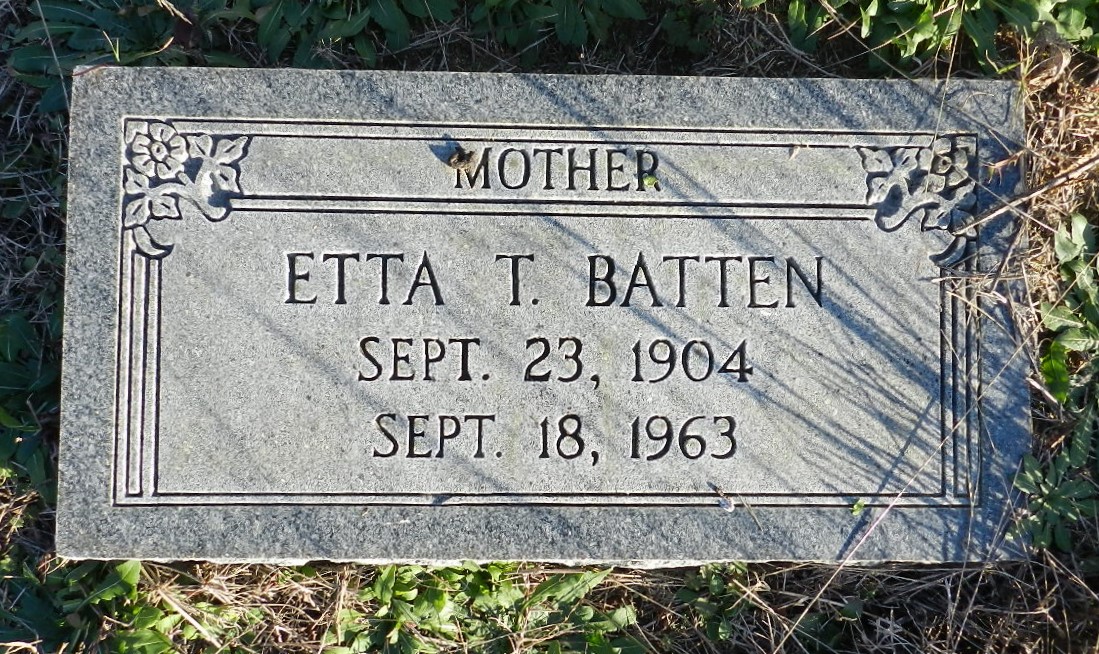 MOTHER
ETTA T. BATTEN
SEPT. 23, 1904
SEPT. 18, 1963